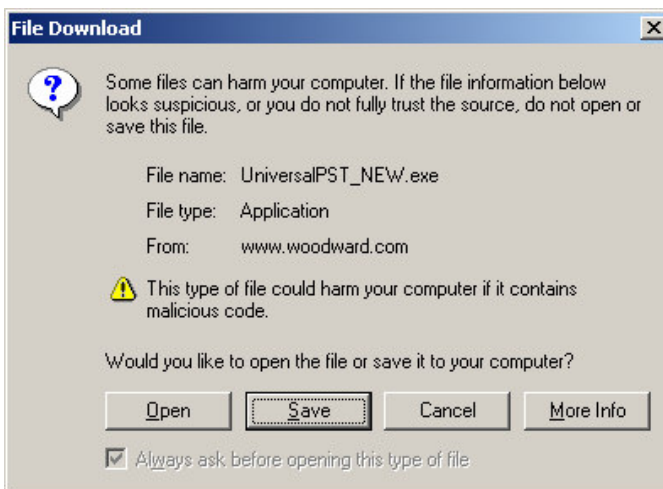 File Download
Some files can harm your computer. If the file information below
looks suspicious, or you do not fully trust the source, do not open or
save this file.
File name: UniversalPST_NEW.exe
File type: Application
From: www.woodward.com
This type of file could harm your computer if it contains
malicious code.
Would you like to open the file or save it to your computer?
Open Save Cancel More Info
Always ask before opening this type of file